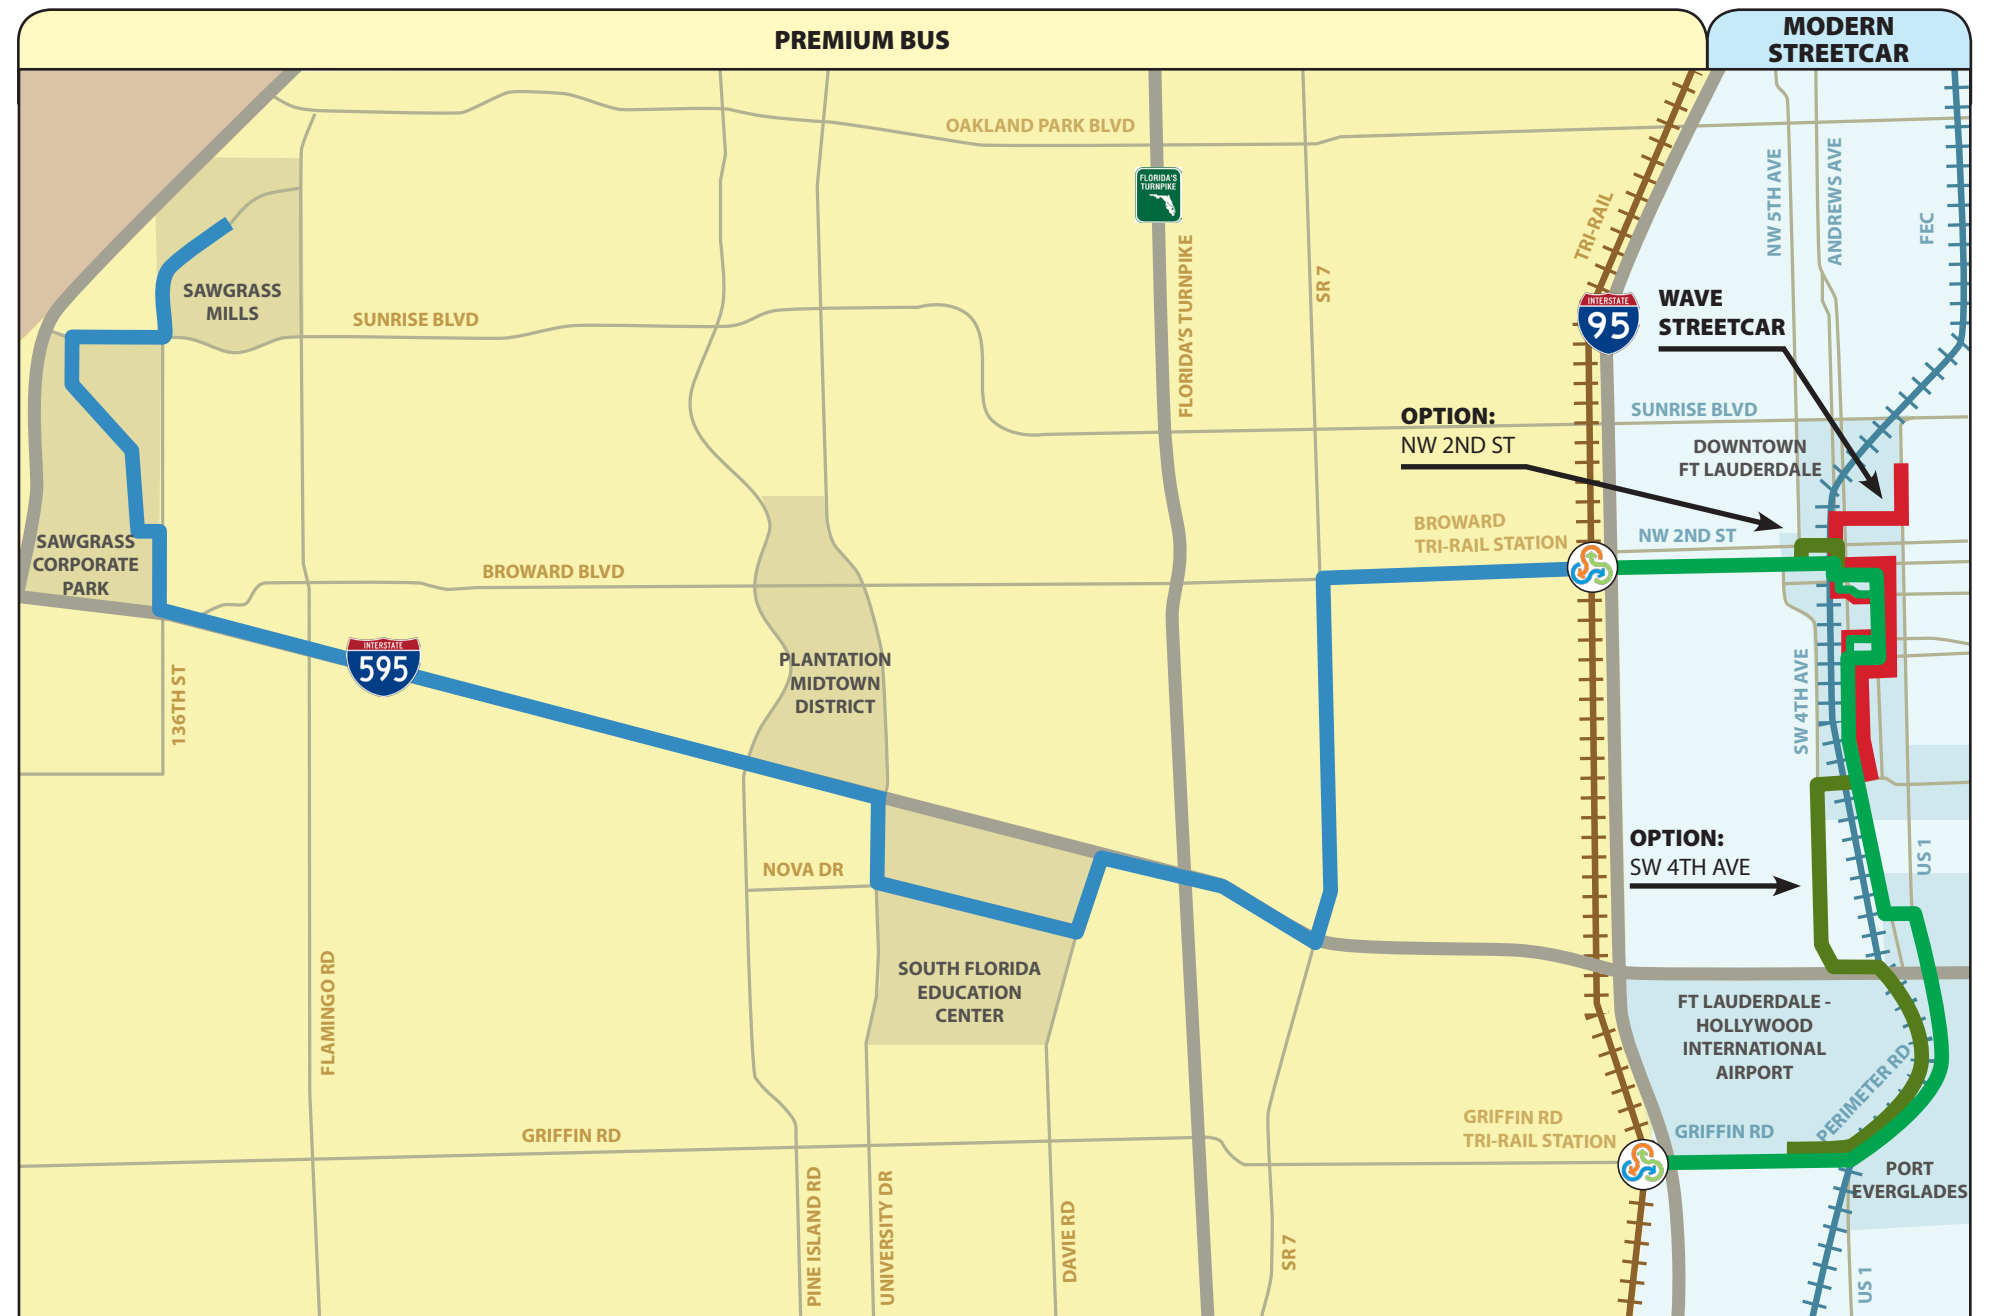 PREMIUM BUS
MODERN
STREETCAR
OAKLAND PARK BLVD
FLORIDA'S
TURNPIKE
FLORIDA'S TURNPIKE
SR 7
TRI-RAIL
NW 5TH AVE
ANDREWS AVE
FEC
INTERSTATE
95
WAVE
STREETCAR
SAWGRASS
MILLS
SUNRISE BLVD
SUNRISE BLVD
OPTION:
NW 2ND ST
DOWNTOWN
FT LAUDERDALE
BROWARD
TRI-RAIL STATION
NW 2ND ST
SAWGRASS
CORPORATE
PARK
BROWARD BLVD
INTERSTATE
595
136TH ST
PLANTATION
MIDTOWN
DISTRICT
SW 4TH AVE
OPTION:
SW 4TH AVE
US 1
NOVA DR
FLAMINGO RD
SOUTH FLORIDA
EDUCATION
CENTER
FT LAUDERDALE -
HOLLYWOOD
INTERNATIONAL
AIRPORT
PERIMETER RD
GRIFFIN RD
GRIFFIN RD
TRI-RAIL STATION
GRIFFIN RD
PORT
EVERGLADES
PINE ISLAND RD
UNIVERSITY DR
DAVIE RD
SR 7
US 1